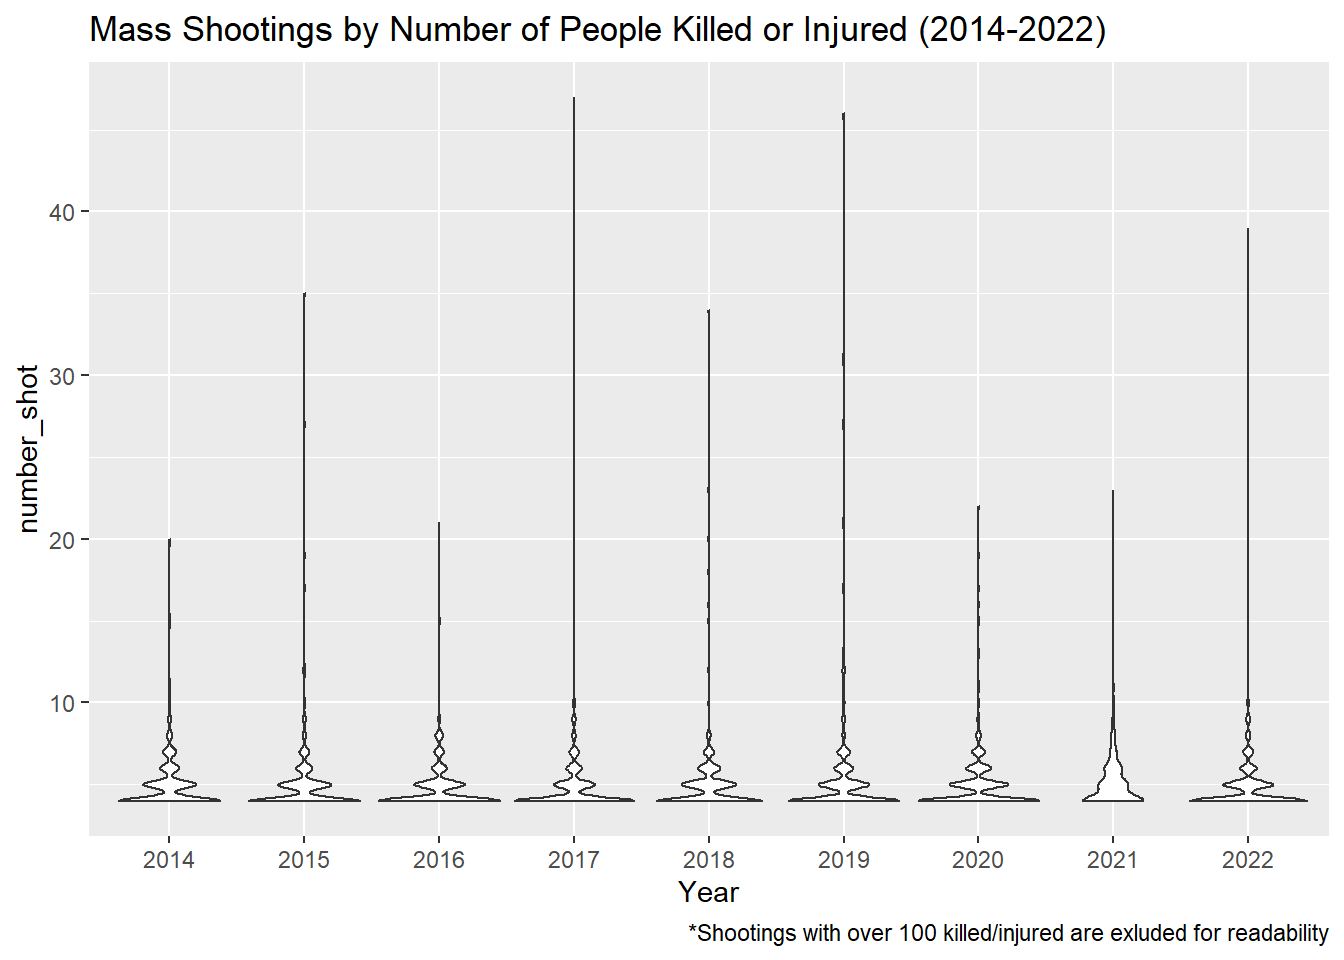 Mass Shootings by Number of People Killed or Injured (2014-2022)
number_shot
40
30
20
10
2014 2015 2016 2017 2018 2019 2020 2021 2022
Year
*Shootings with over 100 killed/injured are exluded for readability